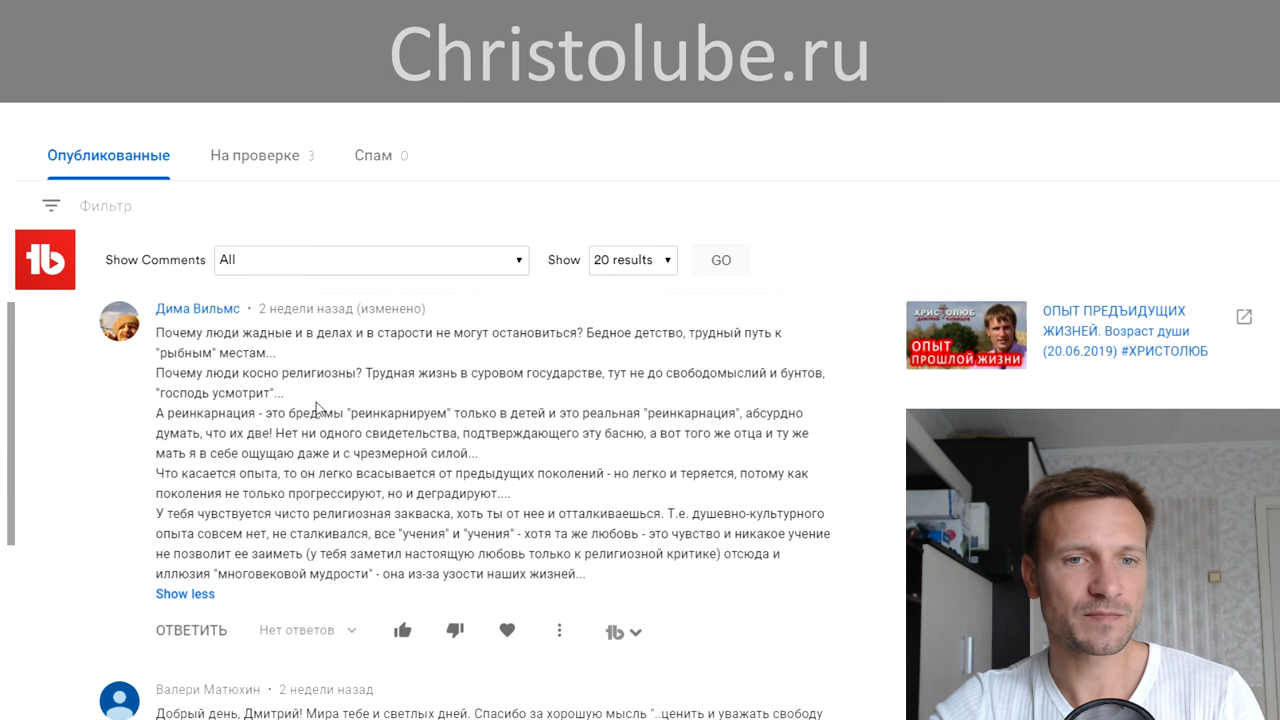 Christolube.ru
Опубликованные
На проверке 3
Спам 0
Фильтр
Show Comments
All
Show
20 results
GO
Дима Вильмс • 2 недели назад (изменено)
Почему люди жадные и в делах и в старости не могут остановиться? Бедное детство, трудный путь к
"рыбным" местам...
Почему люди косно религиозны? Трудная жизнь в суровом государстве, тут не до свободомыслий и бунтов,
"господь усмотрит"...
А реинкарнация - это бред, мы "реинкарнируем" только в детей и это реальная "реинкарнация", абсурдно
думать, что их две! Нет ни одного свидетельства, подтверждающего эту басню, а вот того же отца и ту же
мать я в себе ощущаю даже и с чрезмерной силой...
Что касается опыта, то он легко всасывается от предыдущих поколений - но легко и теряется, потому как
поколения не только прогрессируют, но и деградируют....
У тебя чувствуется чисто религиозная закваска, хоть ты от нее и отталкиваешься. Т.е. душевно-культурного
опыта совсем нет, не сталкивался, все "учения" и "учения" - хотя та же любовь - это чувство и никакое учение
не позволит ее заиметь (у тебя заметил настоящую любовь только к религиозной критике) отсюда и
иллюзия "многовековой мудрости" - она из-за узости наших жизней...
Show less
ОТВЕТИТЬ
Нет ответов
Валери Матюхин • 2 недели назад
Добрый день, Дмитрий! Мира тебе и светлых дней. Спасибо за хорошую мысль "..ценить и уважать свободу
ХРИСТОЛЮБ
ОПЫТ
ПРОШЛОЙ ЖИЗНИ
ОПЫТ ПРЕДЪИДУЩИХ
ЖИЗНЕЙ. Возраст души
(20.06.2019) #ХРИСТОЛЮБ